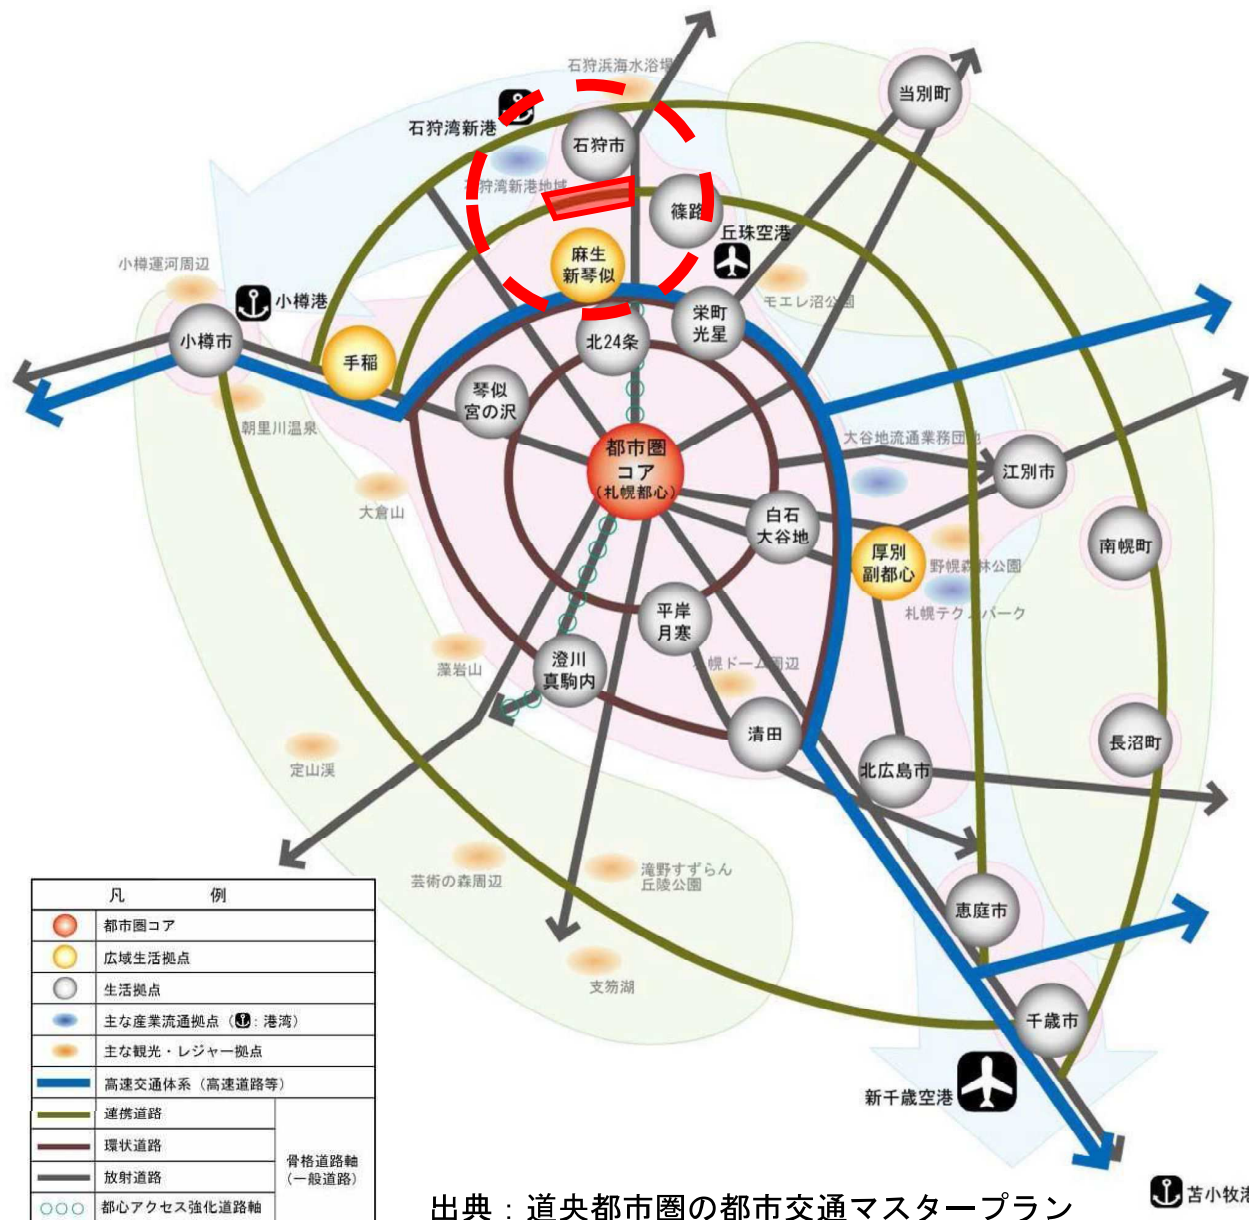 石狩浜海水浴場
当別町
石狩湾新港
石狩市
石狩湾新港地域
篠路
丘珠空港
麻生
新琴似
小樽運河周辺
モエレ沼公園
小樽港
栄町
光星
小樽市
北24条
手稲
琴似
宮の沢
朝里川温泉
大谷地流通業務団地
都市圏
コア
(札幌都心)
江別市
大倉山
白石
大谷地
南幌町
厚別
副都心
野幌森林公園
札幌テクノパーク
平岸
月寒
藻岩山
澄川
真駒内
札幌ドーム周辺
清田
長沼町
定山渓
北広島市
芸術の森周辺
滝野すずらん
丘陵公園
恵庭市
支笏湖
千歳市
新千歳空港
苫小牧港
凡 例
都市圏コア
広域生活拠点
生活拠点
主な産業流通拠点(:港湾)
主な観光・レジャー拠点
高速交通体系(高速道路等)
連携道路
環状道路
放射道路
都心アクセス強化道路軸
骨格道路軸
(一般道路)
出典:道央都市圏の都市交通マスタープラン